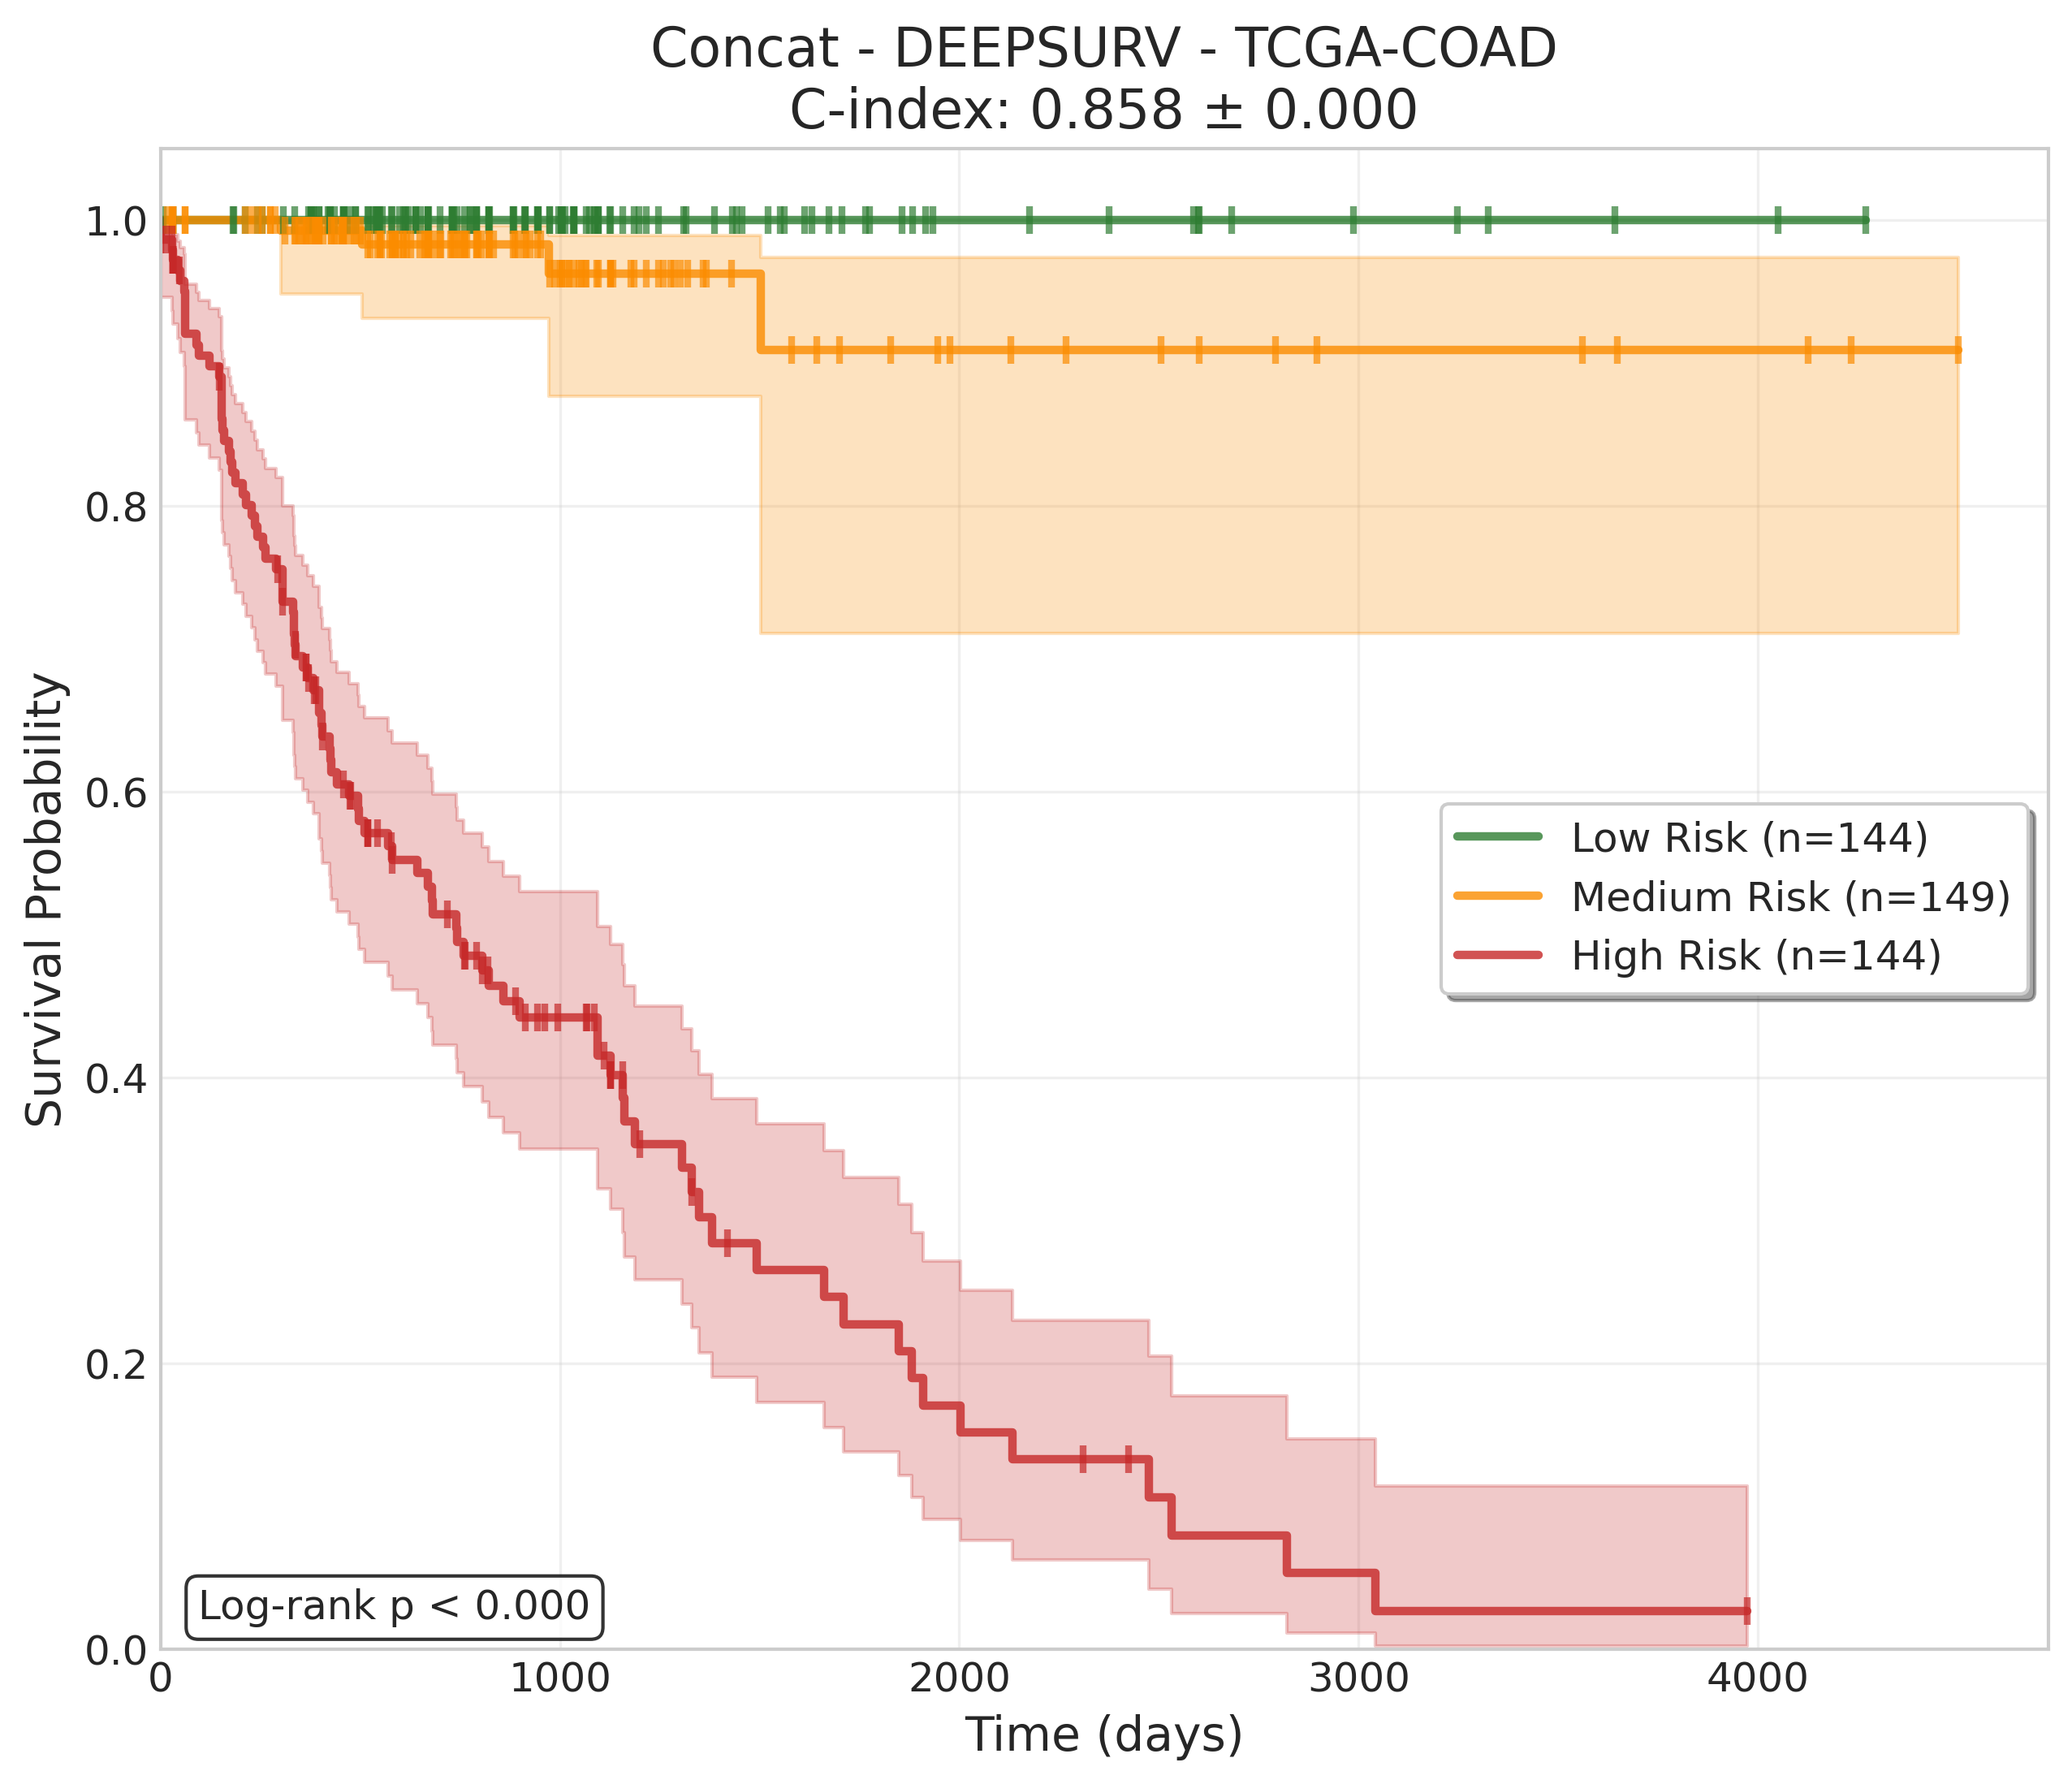 Concat - DEEPSURV - TCGA-COAD
C-index: 0.858 ± 0.000
Survival Probability
1.0
0.8
0.6
0.4
0.2
0.0
Low Risk (n=144)
Medium Risk (n=149)
High Risk (n=144)
Log-rank p < 0.000
0
1000
2000
3000
4000
Time (days)